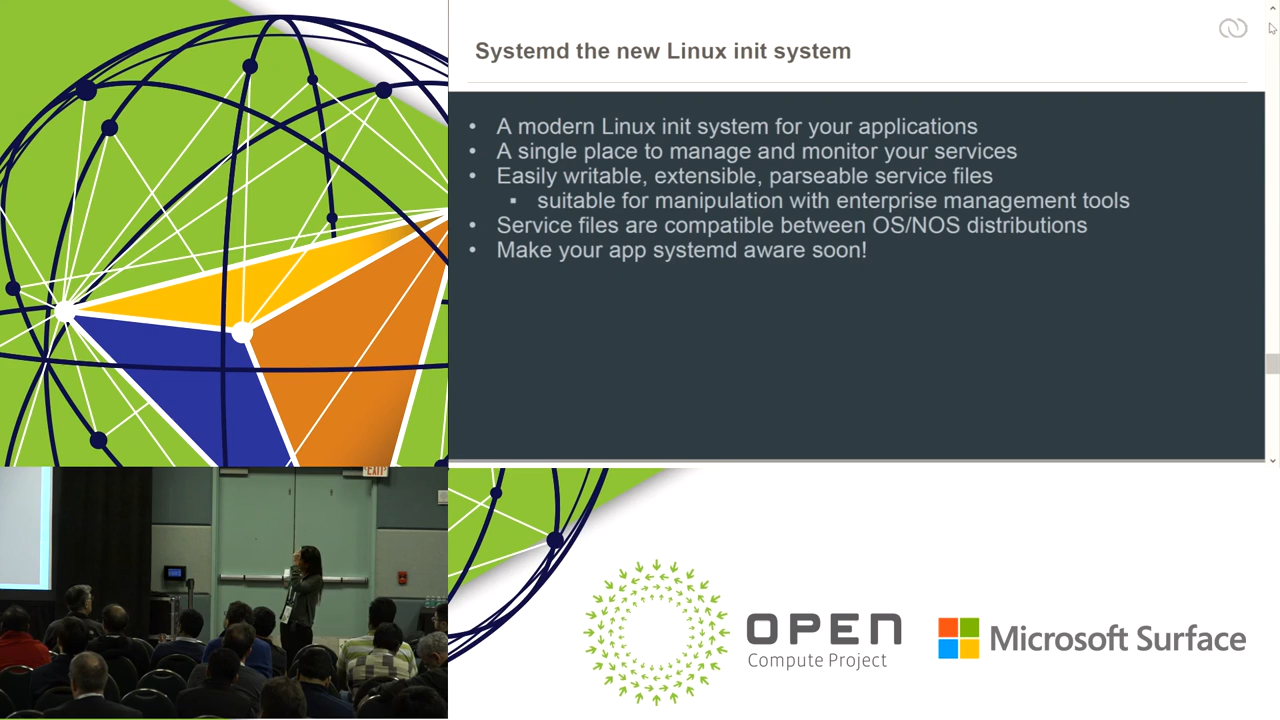 Systemd the new Linux init system
• A modern Linux init system for your applications
• A single place to manage and monitor your services
• Easily writable, extensible, parseable service files
▪ suitable for manipulation with enterprise management tools
• Service files are compatible between OS/NOS distributions
• Make your app systemd aware soon!
EXIT
OPEN
Compute Project
Microsoft Surface